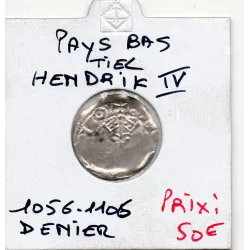 PAYS BAS
TIEL
HENDRIK IV
1056-1106
DENIER
PRIX:
50€